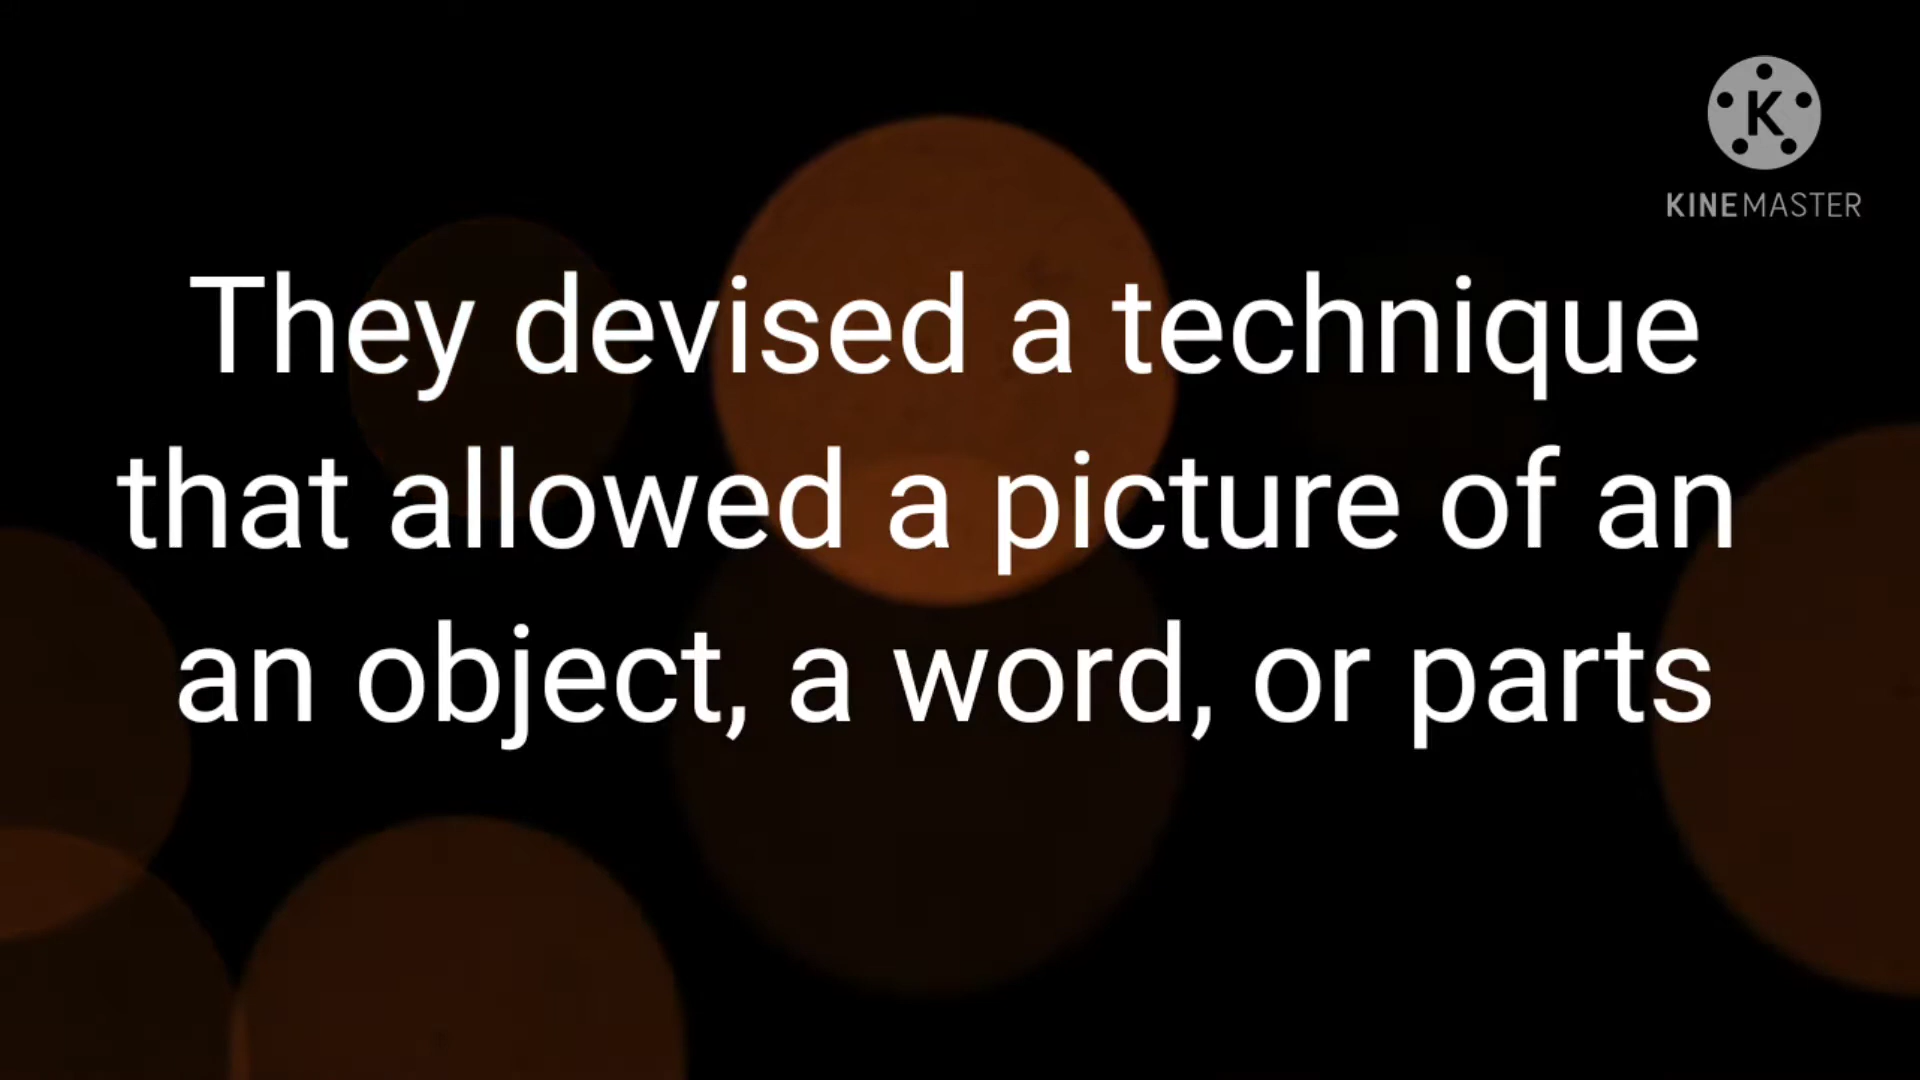 K
KINEMASTER
They devised a technique
that allowed a picture of an
an object, a word, or parts